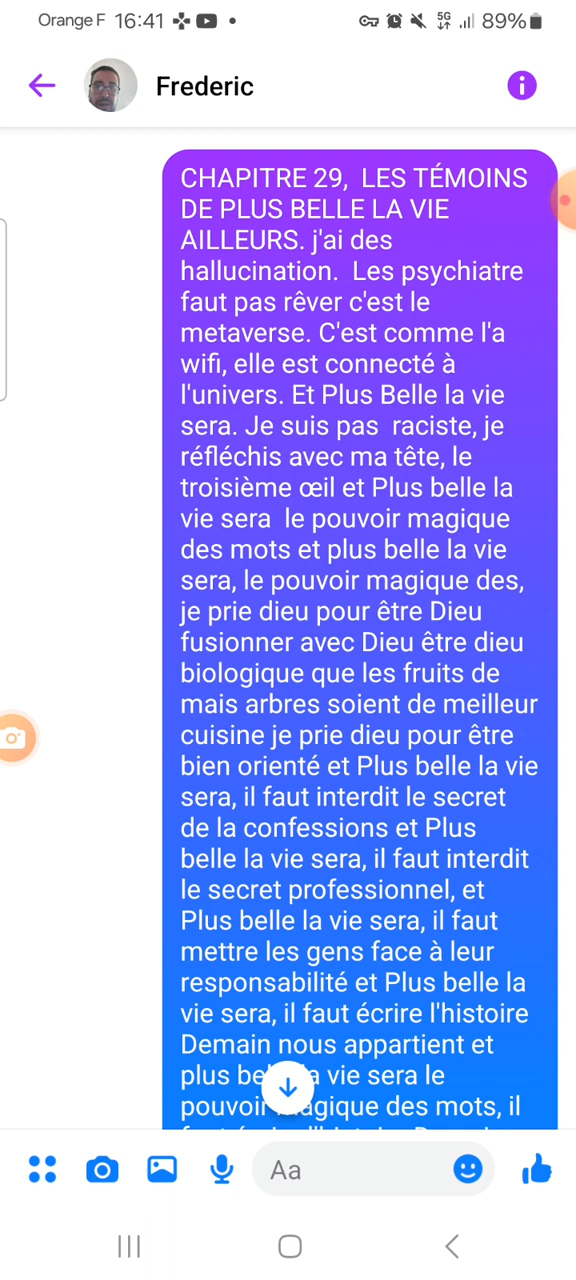 Orange F 16:41 5G 89%
Frederic
CHAPITRE 29, LES TÉMOINS
DE PLUS BELLE LA VIE
AILLEURS. j'ai des
hallucination. Les psychiatre
faut pas rêver c'est le
metaverse. C'est comme l'a
wifi, elle est connecté à
l'univers. Et Plus Belle la vie
sera. Je suis pas raciste, je
réfléchis avec ma tête, le
troisième œil et Plus belle la
vie sera le pouvoir magique
des mots et plus belle la vie
sera, le pouvoir magique des,
je prie dieu pour être Dieu
fusionner avec Dieu être dieu
biologique que les fruits de
mais arbres soient de meilleur
cuisine je prie dieu pour être
bien orienté et Plus belle la vie
sera, il faut interdit le secret
de la confessions et Plus
belle la vie sera, il faut interdit
le secret professionnel, et
Plus belle la vie sera, il faut
mettre les gens face à leur
responsabilité et Plus belle la
vie sera, il faut écrire l'histoire
Demain nous appartient et
plus vie sera le
pouvoir magique des mots, il
Aa